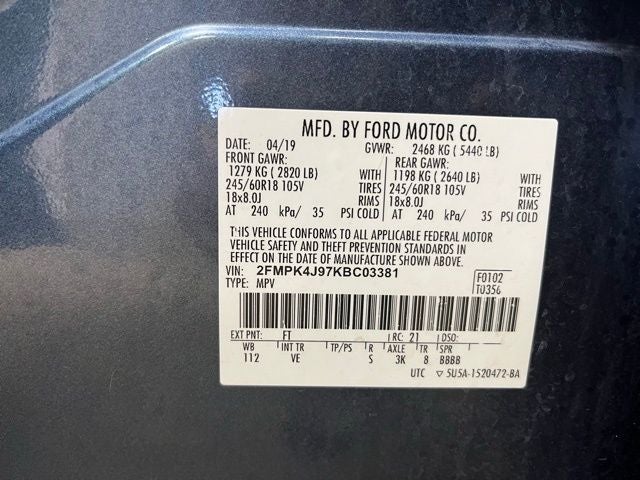 MFD. BY FORD MOTOR CO.
DATE: 04/19 GVWR: 2468 KG ( 5440 LB)
FRONT GAWR: REAR GAWR:
1279 KG ( 2820 LB) WITH 1198 KG ( 2640 LB) WITH
245/60R18 105V TIRES 245/60R18 105V TIRES
18x8.0J RIMS 18x8.0J RIMS
AT 240 kPa/ 35 PSI COLD AT 240 kPa/ 35 PSI COLD
THIS VEHICLE CONFORMS TO ALL APPLICABLE FEDERAL MOTOR
VEHICLE SAFETY AND THEFT PREVENTION STANDARDS IN
EFFECT ON THE DATE OF MANUFACTURE SHOWN ABOVE.
VIN: 2FMPK4J97KBC03381 F0102
TYPE: MPV T0356
EXT PNT: FT RC: 21 DSO:
WB INT TR TP/PS R AXLE TR SPR
112 VE S 3K 8 BBBB
UTC ▽ 5U5A-1520472-BA